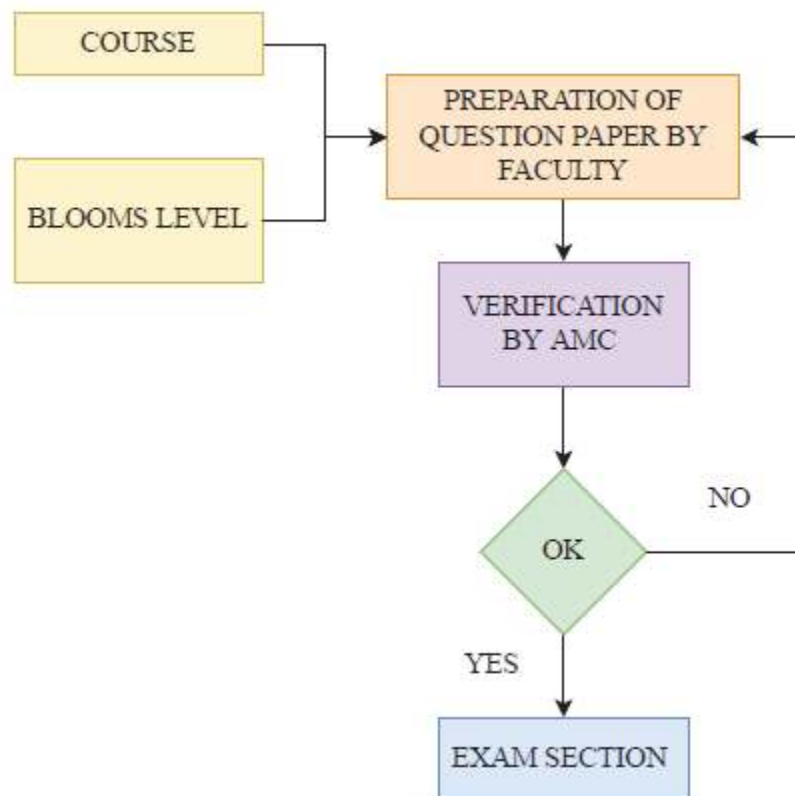 COURSE
PREPARATION OF
QUESTION PAPER BY
FACULTY
BLOOMS LEVEL
VERIFICATION
BY AMC
NO
OK
YES
EXAM SECTION